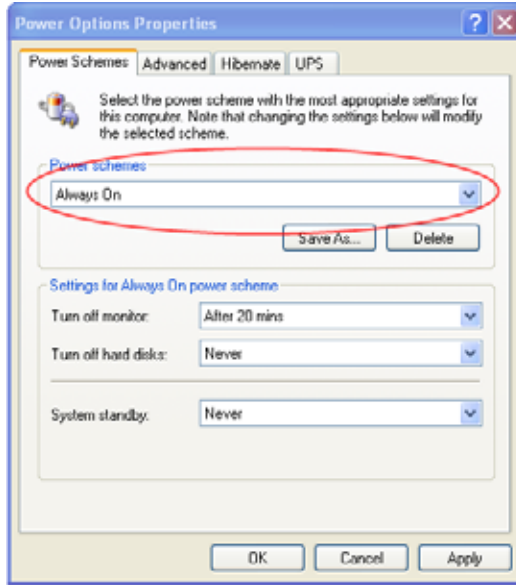 Power Options Properties
Power Schemes Advanced Hibernate UPS
Select the power scheme with the most appropriate settings for
this computer. Note that changing the settings below will modify
the selected scheme.
Power schemes
Always On
Save As... Delete
Settings for Always On power scheme
Turn off monitor: After 20 mins
Turn off hard disks: Never
System standby: Never
OK Cancel Apply